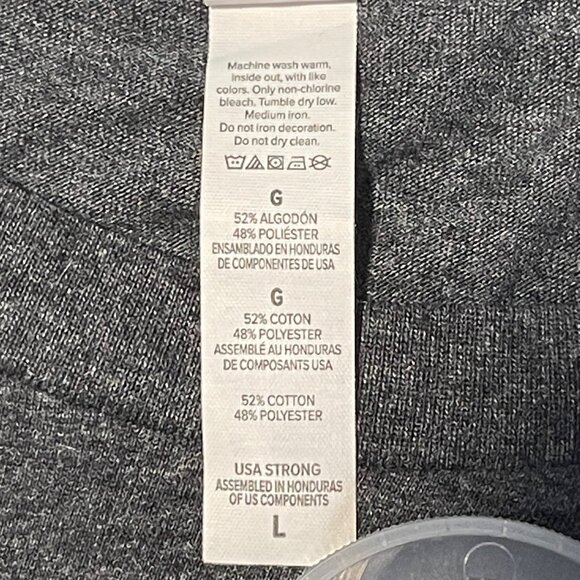 Machine wash warm,
inside out, with like
colors. Only non-chlorine
bleach. Tumble dry low.
Medium iron.
Do not iron decoration.
Do not dry clean.
G
52% ALGODÓN
48% POLIÉSTER
ENSAMBLADO EN HONDURAS
DE COMPONENTES DE USA
G
52% COTON
48% POLYESTER
ASSEMBLÉ AU HONDURAS
DE COMPOSANTS USA
52% COTTON
48% POLYESTER
USA STRONG
ASSEMBLED IN HONDURAS
OF US COMPONENTS
L